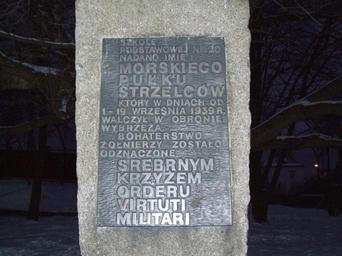 SZKOLE
PODSTAWOWEJ NR 20
NADANO IMIĘ
MORSKIEGO
PUŁKU
STRZELCÓW
KTÓRY W DNIACH OD
1-19 WRZEŚNIA 1939 R.
WALCZYŁ W OBRONIE
WYBRZEŻA.
BOHATERSTWO
ŻOŁNIERZY ZOSTAŁO
ODZNACZONE
SREBRNYM
KRZYŻEM
ORDERU
VIRTUTI
MILITARI